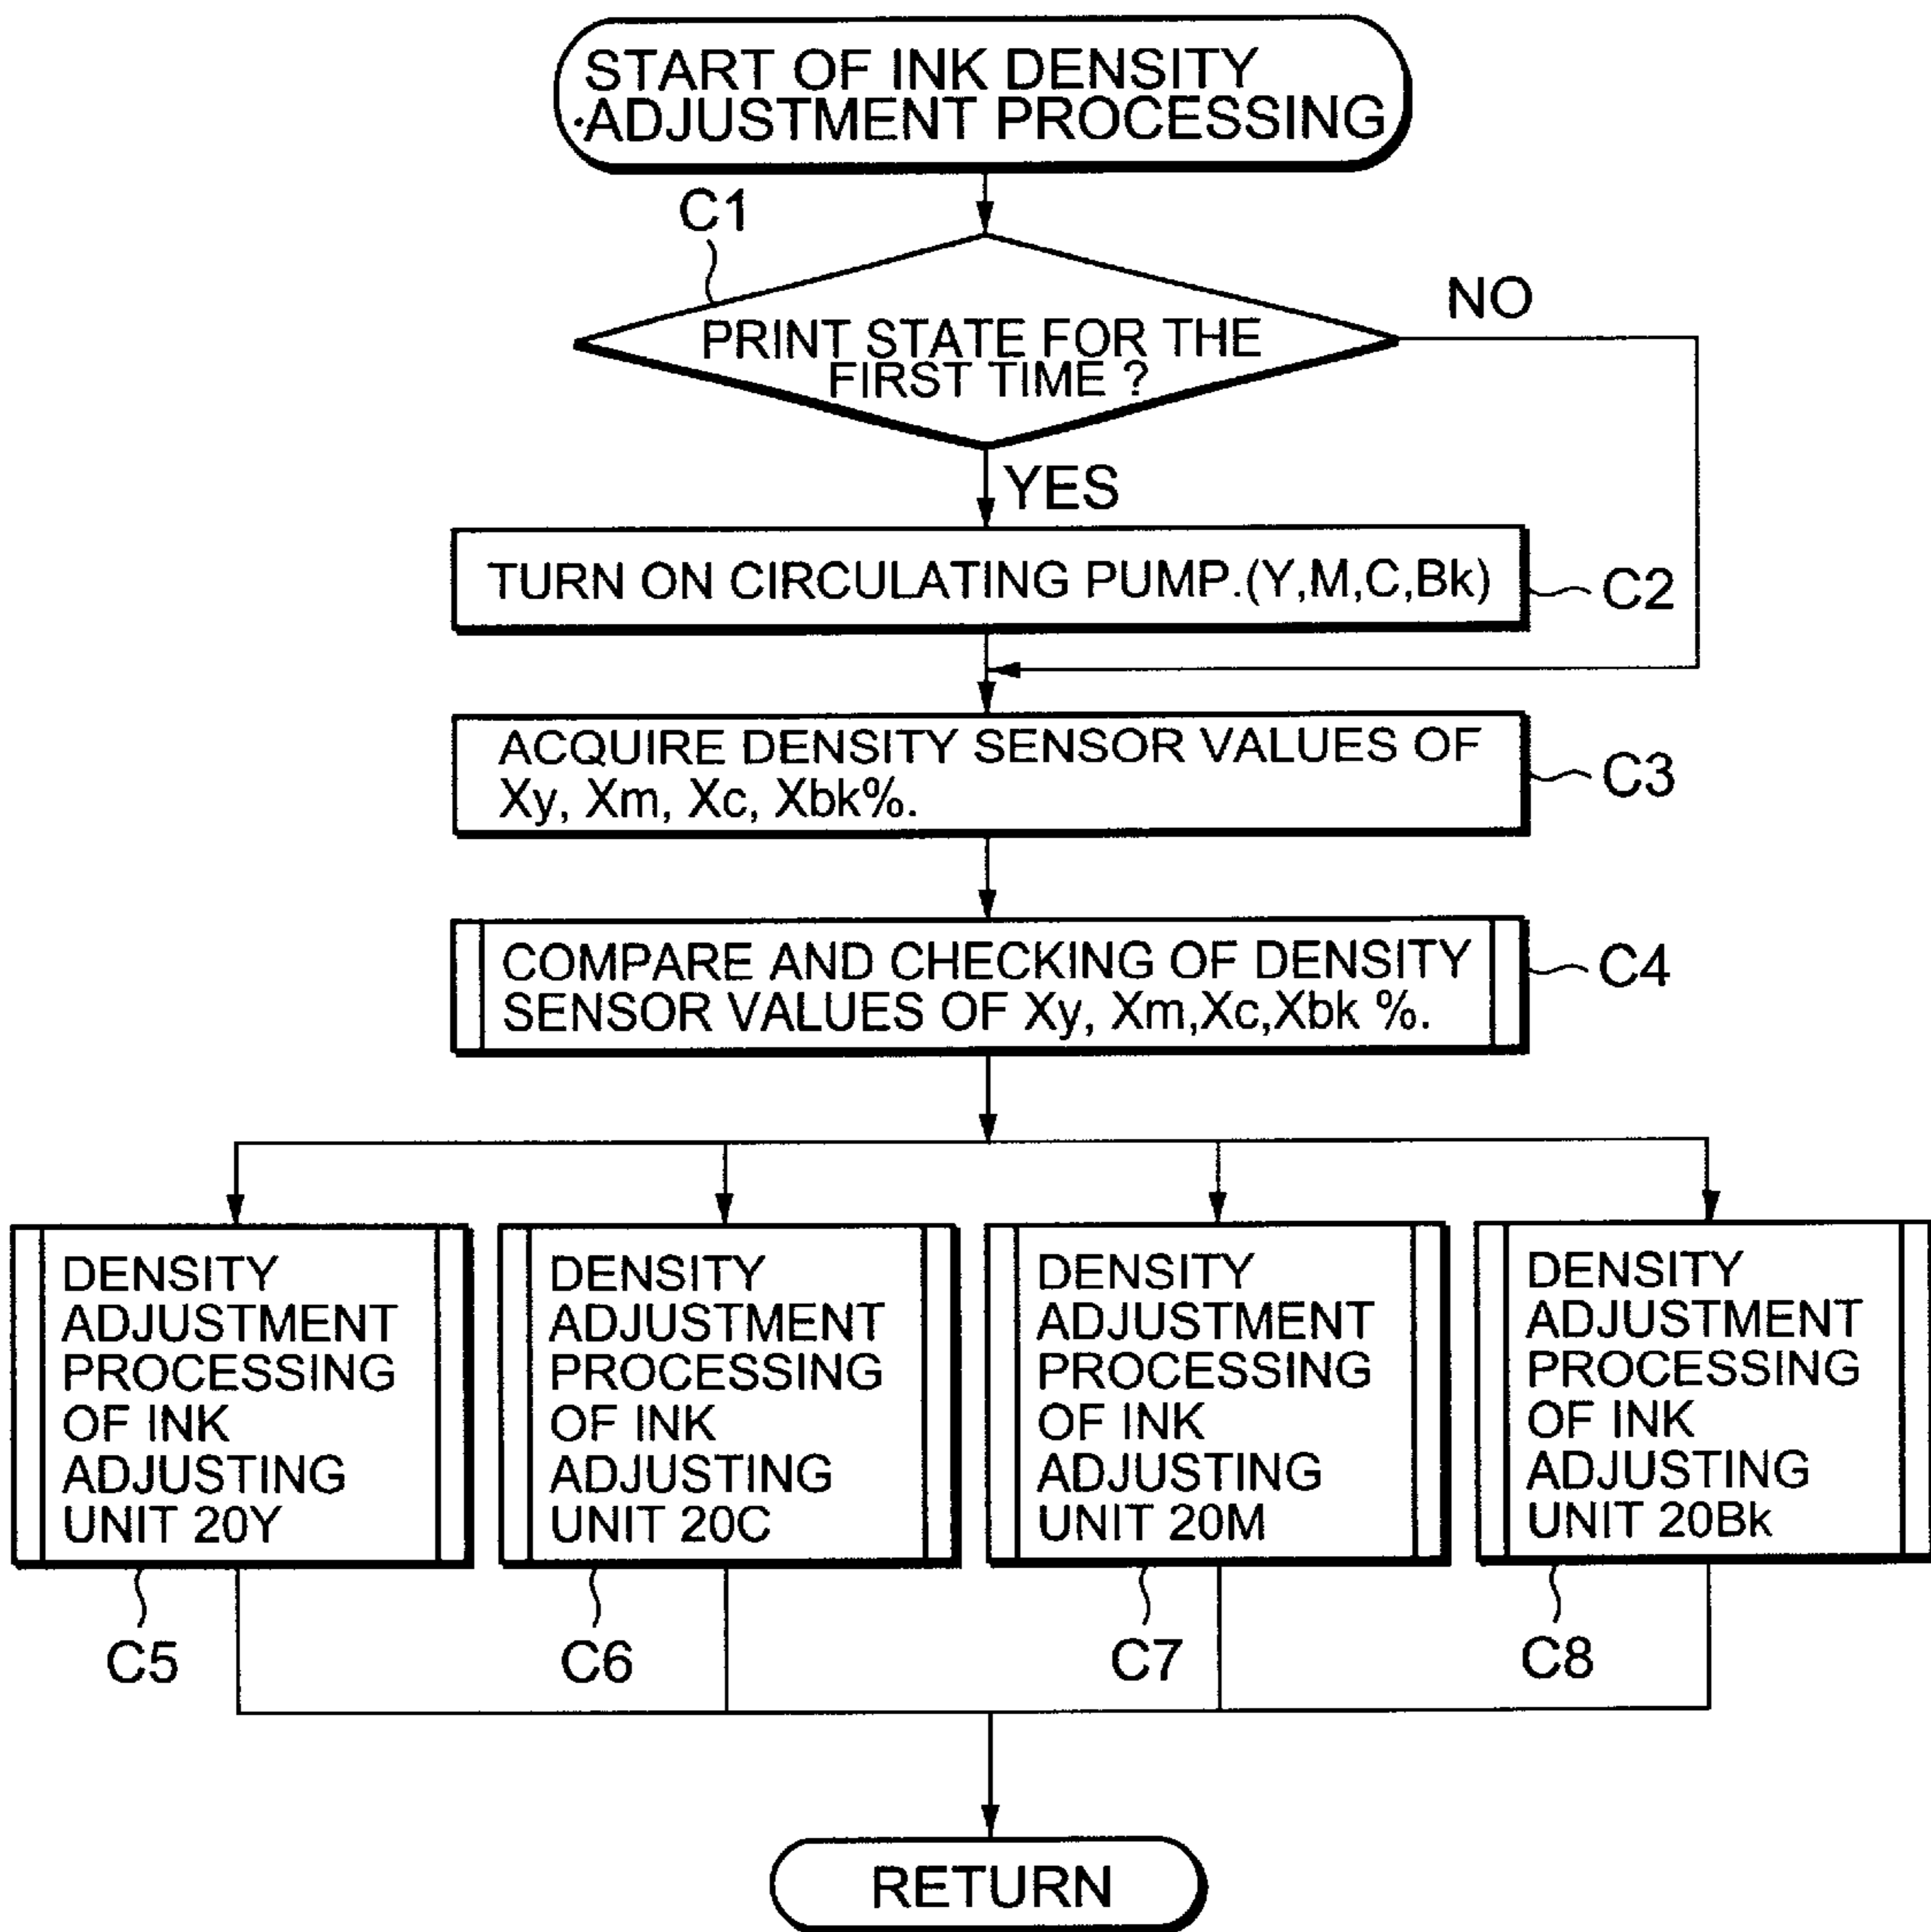 START OF INK DENSITY
ADJUSTMENT PROCESSING
C1
PRINT STATE FOR THE
FIRST TIME ?
NO
YES
TURN ON CIRCULATING PUMP.(Y,M,C,Bk)
C2
ACQUIRE DENSITY SENSOR VALUES OF
Xy, Xm, Xc, Xbk%.
C3
COMPARE AND CHECKING OF DENSITY
SENSOR VALUES OF Xy, Xm,Xc,Xbk %.
C4
DENSITY
ADJUSTMENT
PROCESSING
OF INK
ADJUSTING
UNIT 20Y
C5
DENSITY
ADJUSTMENT
PROCESSING
OF INK
ADJUSTING
UNIT 20C
C6
DENSITY
ADJUSTMENT
PROCESSING
OF INK
ADJUSTING
UNIT 20M
C7
DENSITY
ADJUSTMENT
PROCESSING
OF INK
ADJUSTING
UNIT 20Bk
C8
RETURN